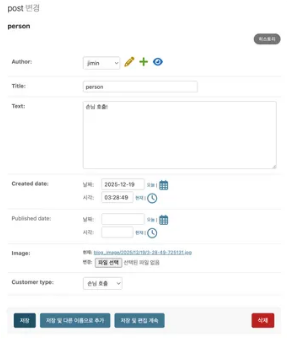 post 변경
person
히스토리
Author:
jimin
Title:
person
Text:
손님 호출!
Created date:
날짜:
2025-12-19
오늘 |
시각:
03:28:49
현재 |
Published date:
날짜:
오늘 |
시각:
현재 |
Image:
현재:
변경:
파일 선택
선택된 파일 없음
Customer type:
손님 호출
저장
저장 및 다른 이름으로 추가
저장 및 편집 계속
삭제